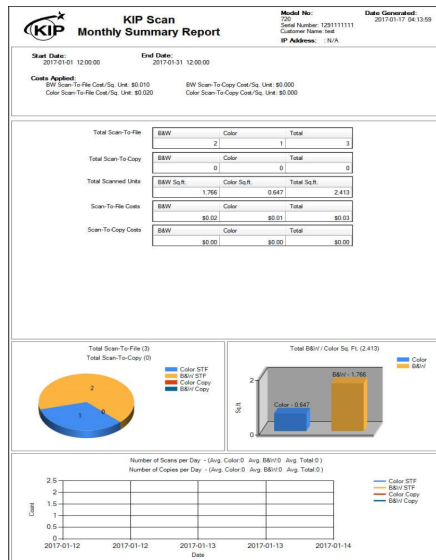 KIP
KIP Scan
Monthly Summary Report
Model No:
720
Serial Number: 1291111111
Customer Name: test
IP Address: : N/A
Date Generated:
2017-01-17 04:13:59
Start Date:
2017-01-01 12:00:00
End Date:
2017-01-31 12:00:00
Costs Applied:
BW Scan-To-File Cost/Sq. Unit: $0.010
BW Scan-To-Copy Cost/Sq. Unit: $0.000
Color Scan-To-File Cost/Sq. Unit: $0.020
Color Scan-To-Copy Cost/Sq. Unit: $0.000
Total Scan-To-File
B&W Color Total
2 1 3
Total Scan-To-Copy
B&W Color Total
0 0 0
Total Scanned Units
B&W Sq.ft. Color Sq.ft. Total Sq.ft.
1.766 0.647 2.413
Scan-To-File Costs
B&W Color Total
$0.02 $0.01 $0.03
Scan-To-Copy Costs
B&W Color Total
$0.00 $0.00 $0.00
Total Scan-To-File (3)
Total Scan-To-Copy (0)
2
1
0
Color STF
B&W STF
Color Copy
B&W Copy
Total B&W / Color Sq. Ft. (2.413)
Color
B&W
B&W - 1.766
Color - 0.647
2
0
Sq.ft
Number of Scans per Day - (Avg. Color:0 Avg. B&W:0 Avg. Total:0 )
Number of Copies per Day - (Avg. Color:0 Avg. B&W:0 Avg. Total:0 )
2.5
2
1.5
1
0.5
0
Count
2017-01-12 2017-01-12 2017-01-13 2017-01-13 2017-01-14
Date
Color STF
B&W STF
Color Copy
B&W Copy